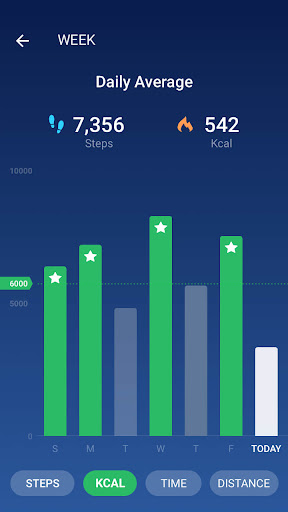 WEEK
Daily Average
7,356
Steps
542
Kcal
10000
6000
5000
0
S M T W T F TODAY
STEPS KCAL TIME DISTANCE